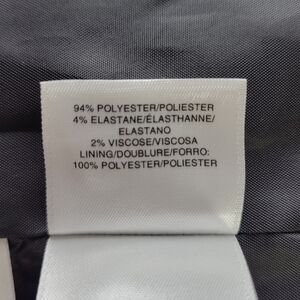 94% POLYESTER/POLIESTER
4% ELASTANE/ÉLASTHANNE/
ELASTANO
2% VISCOSE/VISCOSA
LINING/DOUBLURE/FORRO:
100% POLYESTER/POLIESTER